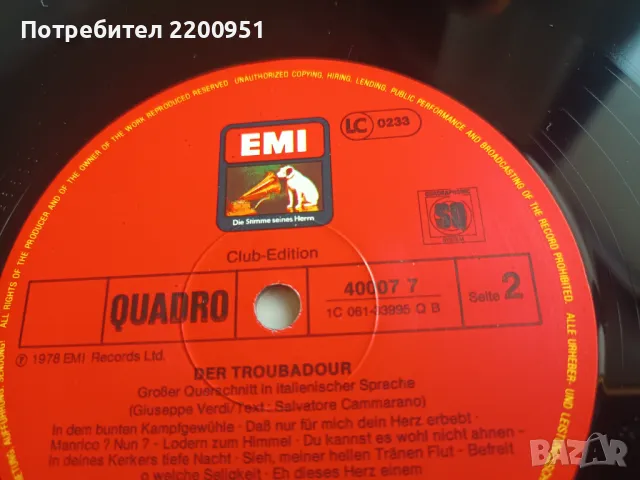 Потребител 2200951
ALL RIGHTS OF THE PRODUCER AND OF THE OWNER OF THE WORK REPRODUCED RESERVED UNAUTHORIZED COPYING, HIRING, LENDING, PUBLIC PERFORMANCE AND BROADCASTING OF THE RECORD PROHIBITED. ALLE URHEBER-
EMI
LC 0233
Die Stimme seines Herrn
SQ
Club-Edition
QUADRO
40007 7
1C 061-03995 Q B
Seite 2
℗ 1978 EMI Records Ltd.
DER TROUBADOUR
Großer Querschnitt in italienischer Sprache
(Giuseppe Verdi/Text: Salvatore Cammarano)
In dem bunten Kampfgewühle · Daß nur für mich dein Herz erbebt ·
Manrico? Nun? - Lodern zum Himmel · Du kannst es wohl nicht ahnen -
In deines Kerkers tiefe Nacht · Sieh, meiner hellen Tränen Flut - Befreit
o welche Seligkeit · Eh dieses Herz einem
BAZAR